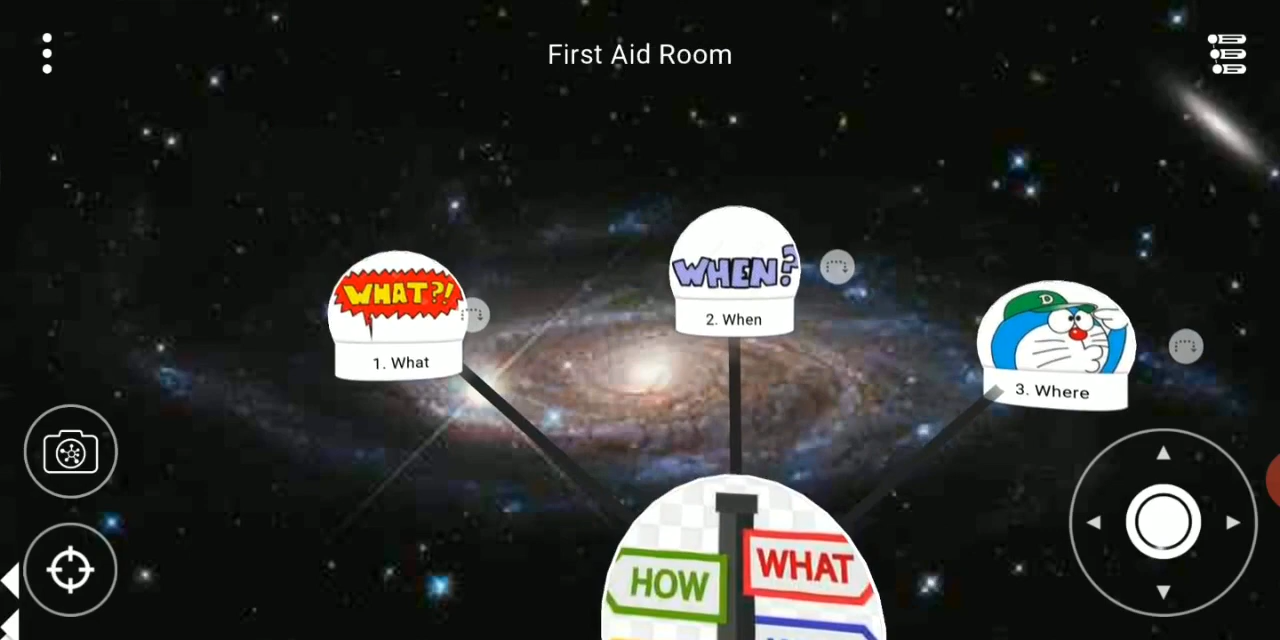 First Aid Room
WHAT?!
1. What
WHEN?
2. When
D
3. Where
HOW
WHAT